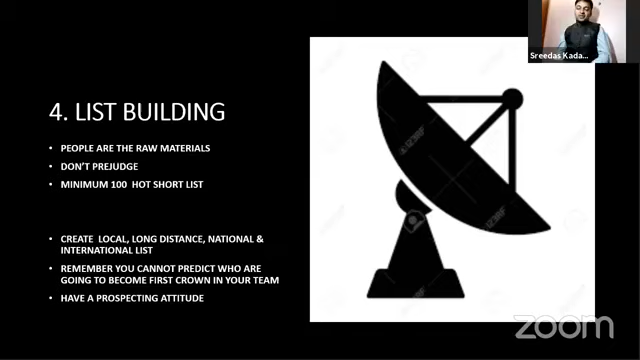 Sreedas Kada...
4. LIST BUILDING
• PEOPLE ARE THE RAW MATERIALS
• DON'T PREJUDGE
• MINIMUM 100 HOT SHORT LIST
• CREATE LOCAL, LONG DISTANCE, NATIONAL &
INTERNATIONAL LIST
• REMEMBER YOU CANNOT PREDICT WHO ARE
GOING TO BECOME FIRST CROWN IN YOUR TEAM
• HAVE A PROSPECTING ATTITUDE
zoom